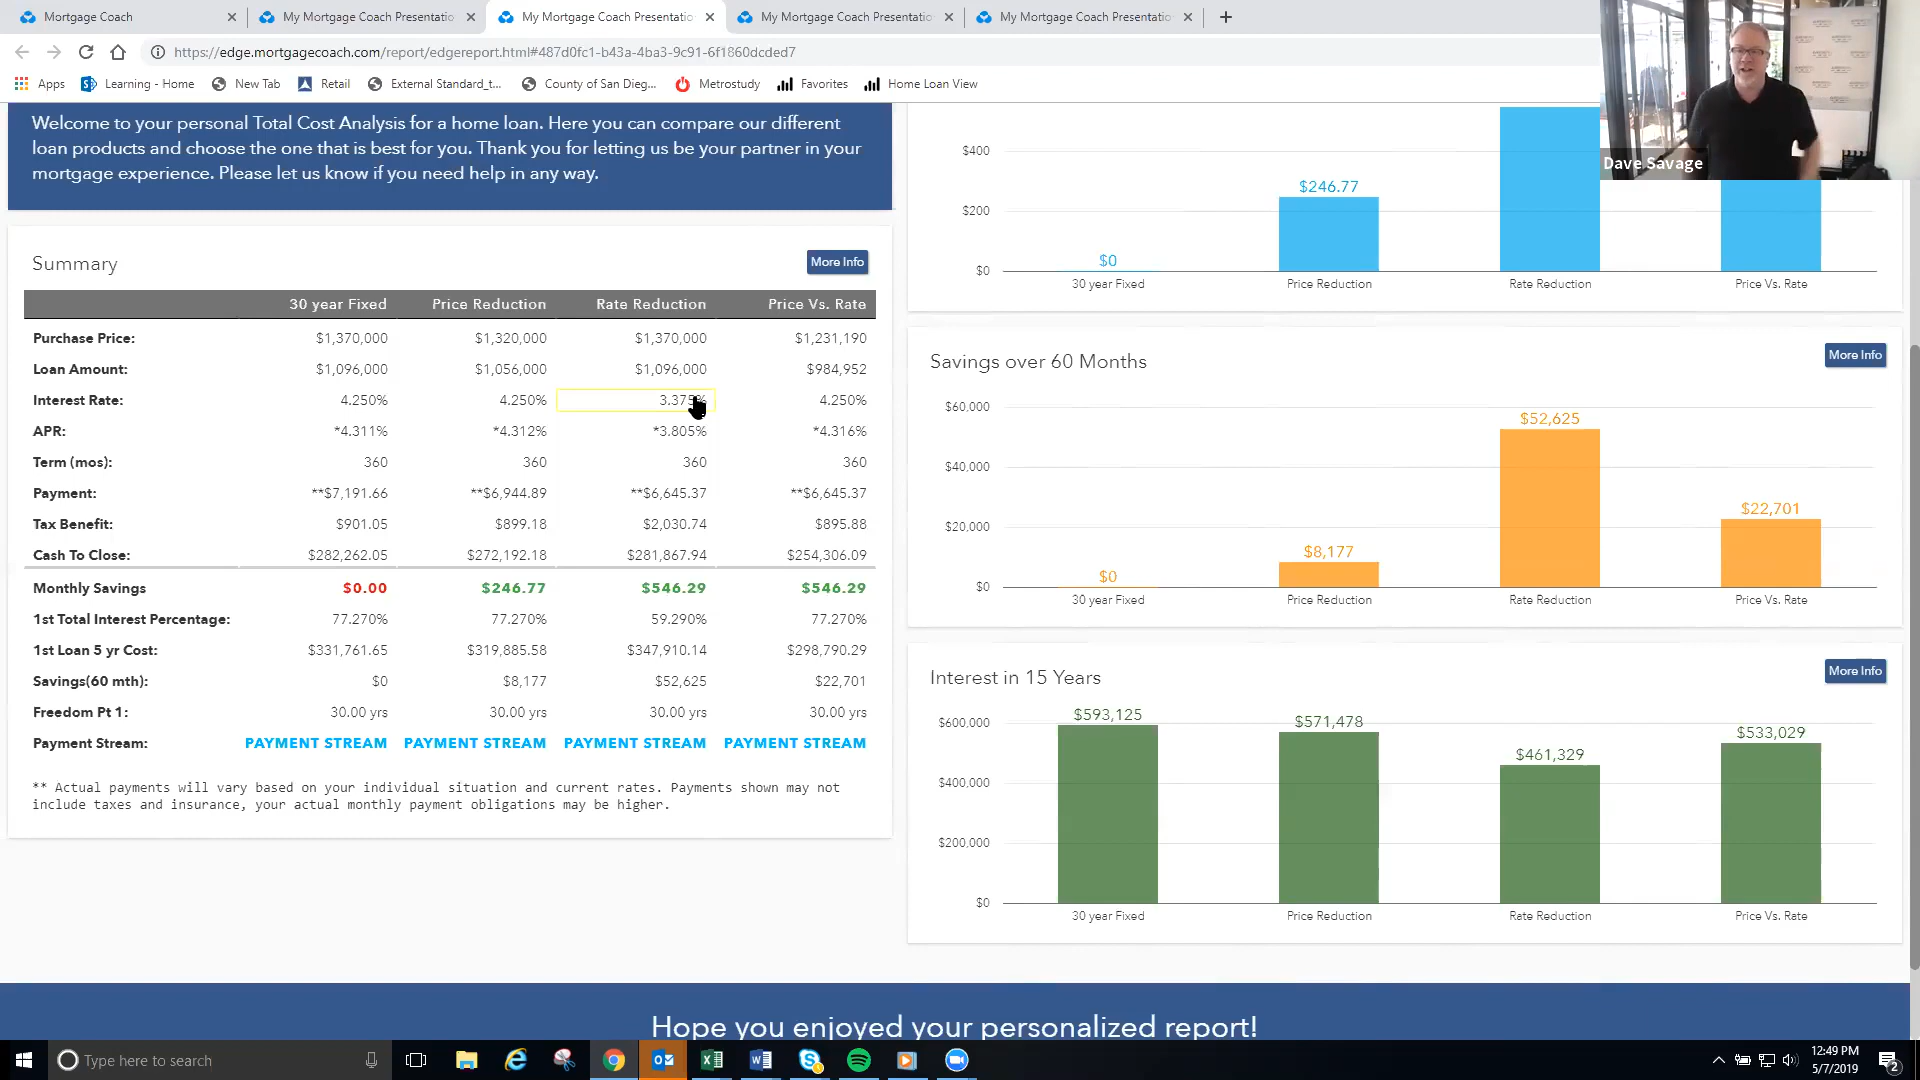 Mortgage Coach
My Mortgage Coach Presentatio
My Mortgage Coach Presentatio
My Mortgage Coach Presentatio
My Mortgage Coach Presentatio
https://edge.mortgagecoach.com/report/edgereport.html#487d0fc1-b43a-4ba3-9c91-6f1860dcded7
Apps Learning - Home New Tab Retail External Standard_t... County of San Dieg... Metrostudy Favorites Home Loan View
Dave Savage
Welcome to your personal Total Cost Analysis for a home loan. Here you can compare our different
loan products and choose the one that is best for you. Thank you for letting us be your partner in your
mortgage experience. Please let us know if you need help in any way.
Summary
More Info
30 year Fixed Price Reduction Rate Reduction Price Vs. Rate
Purchase Price: $1,370,000 $1,320,000 $1,370,000 $1,231,190
Loan Amount: $1,096,000 $1,056,000 $1,096,000 $984,952
Interest Rate: 4.250% 4.250% 3.375% 4.250%
APR: *4.311% *4.312% *3.805% *4.316%
Term (mos): 360 360 360 360
Payment: **$7,191.66 **$6,944.89 **$6,645.37 **$6,645.37
Tax Benefit: $901.05 $899.18 $2,030.74 $895.88
Cash To Close: $282,262.05 $272,192.18 $281,867.94 $254,306.09
Monthly Savings $0.00 $246.77 $546.29 $546.29
1st Total Interest Percentage: 77.270% 77.270% 59.290% 77.270%
1st Loan 5 yr Cost: $331,761.65 $319,885.58 $347,910.14 $298,790.29
Savings(60 mth): $0 $8,177 $52,625 $22,701
Freedom Pt 1: 30.00 yrs 30.00 yrs 30.00 yrs 30.00 yrs
Payment Stream: PAYMENT STREAM PAYMENT STREAM PAYMENT STREAM PAYMENT STREAM
** Actual payments will vary based on your individual situation and current rates. Payments shown may not
include taxes and insurance, your actual monthly payment obligations may be higher.
$400
$246.77
$200
$0
$0
30 year Fixed Price Reduction Rate Reduction Price Vs. Rate
Savings over 60 Months
More Info
$60,000
$52,625
$40,000
$20,000
$22,701
$8,177
$0
$0
30 year Fixed Price Reduction Rate Reduction Price Vs. Rate
Interest in 15 Years
More Info
$600,000
$593,125
$571,478
$461,329
$533,029
$400,000
$200,000
$0
30 year Fixed Price Reduction Rate Reduction Price Vs. Rate
Hope you enjoyed your personalized report!
Type here to search
12:49 PM
5/7/2019
2